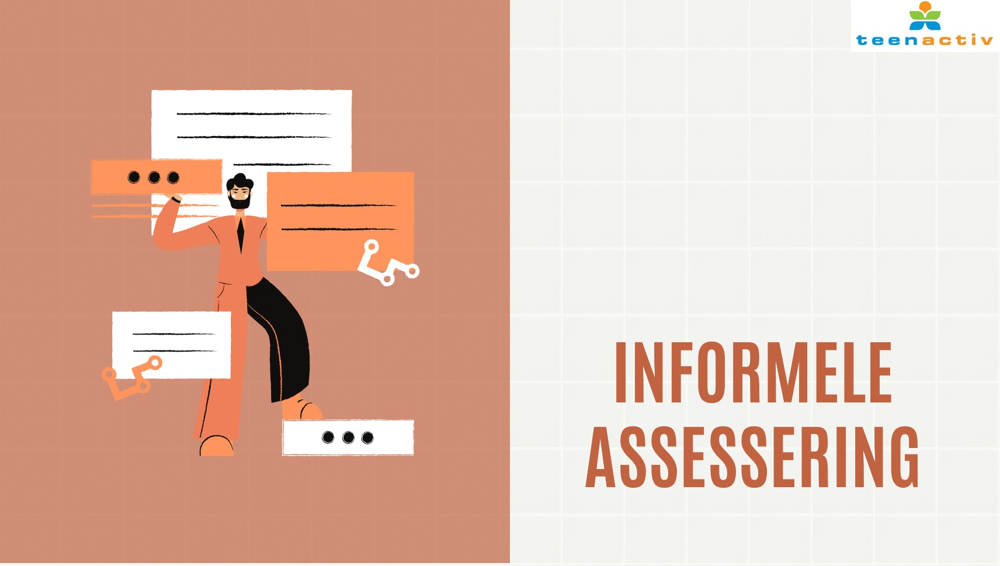 teenactiv
INFORMELE
ASSESSERING